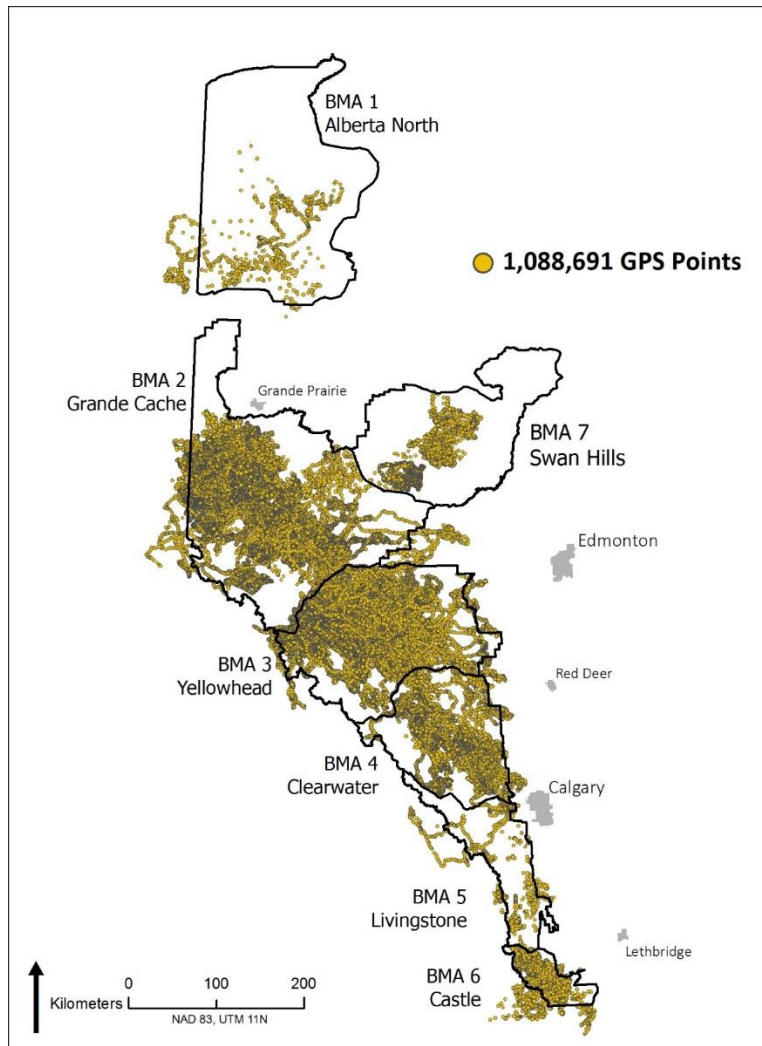 BMA 1
Alberta North
1,088,691 GPS Points
BMA 2
Grande Cache
Grande Prairie
BMA 7
Swan Hills
Edmonton
BMA 3
Yellowhead
Red Deer
BMA 4
Clearwater
Calgary
BMA 5
Livingstone
Lethbridge
BMA 6
Castle
0 100 200
Kilometers
NAD 83, UTM 11N